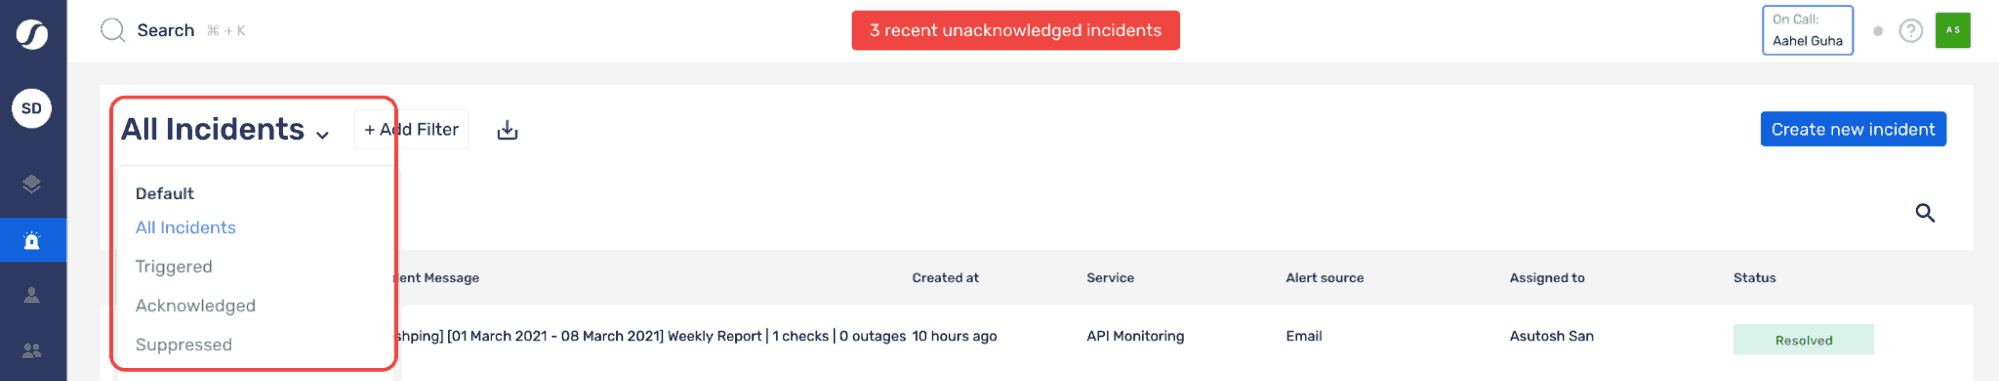 Search ⌘ + K
3 recent unacknowledged incidents
On Call:
Aahel Guha
AS
SD
All Incidents
+ Add Filter
Create new incident
Default
All Incidents
Triggered
Acknowledged
Suppressed
ent Message Created at Service Alert source Assigned to Status
shping] [01 March 2021 - 08 March 2021] Weekly Report | 1 checks | 0 outages 10 hours ago API Monitoring Email Asutosh San Resolved